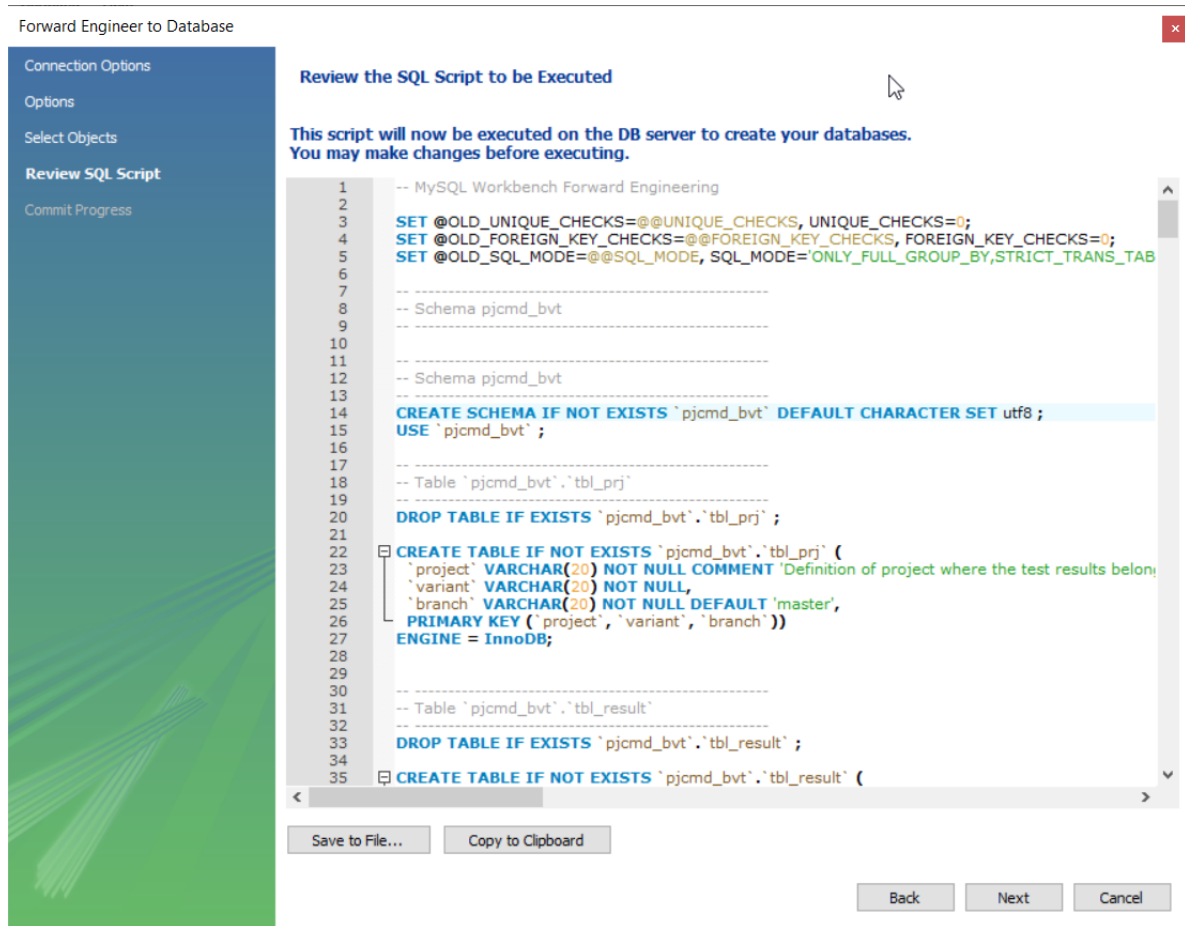 Forward Engineer to Database
x
Connection Options
Options
Select Objects
Review SQL Script
Commit Progress
Review the SQL Script to be Executed
This script will now be executed on the DB server to create your databases.
You may make changes before executing.
1 -- MySQL Workbench Forward Engineering
2
3 SET @OLD_UNIQUE_CHECKS=@@UNIQUE_CHECKS, UNIQUE_CHECKS=0;
4 SET @OLD_FOREIGN_KEY_CHECKS=@@FOREIGN_KEY_CHECKS, FOREIGN_KEY_CHECKS=0;
5 SET @OLD_SQL_MODE=@@SQL_MODE, SQL_MODE='ONLY_FULL_GROUP_BY,STRICT_TRANS_TAB
6
7 -- -----------------------------------------------------
8 -- Schema pjcmd_bvt
9 -- -----------------------------------------------------
10
11 -- -----------------------------------------------------
12 -- Schema pjcmd_bvt
13 -- -----------------------------------------------------
14 CREATE SCHEMA IF NOT EXISTS `pjcmd_bvt` DEFAULT CHARACTER SET utf8 ;
15 USE `pjcmd_bvt` ;
16
17 -- -----------------------------------------------------
18 -- Table `pjcmd_bvt`.`tbl_prj`
19 -- -----------------------------------------------------
20 DROP TABLE IF EXISTS `pjcmd_bvt`.`tbl_prj` ;
21
22 CREATE TABLE IF NOT EXISTS `pjcmd_bvt`.`tbl_prj` (
23 `project` VARCHAR(20) NOT NULL COMMENT 'Definition of project where the test results belong
24 `variant` VARCHAR(20) NOT NULL,
25 `branch` VARCHAR(20) NOT NULL DEFAULT 'master',
26 PRIMARY KEY (`project`, `variant`, `branch`))
27 ENGINE = InnoDB;
28
29
30 -- -----------------------------------------------------
31 -- Table `pjcmd_bvt`.`tbl_result`
32 -- -----------------------------------------------------
33 DROP TABLE IF EXISTS `pjcmd_bvt`.`tbl_result` ;
34
35 CREATE TABLE IF NOT EXISTS `pjcmd_bvt`.`tbl_result` (
Save to File... Copy to Clipboard
Back Next Cancel